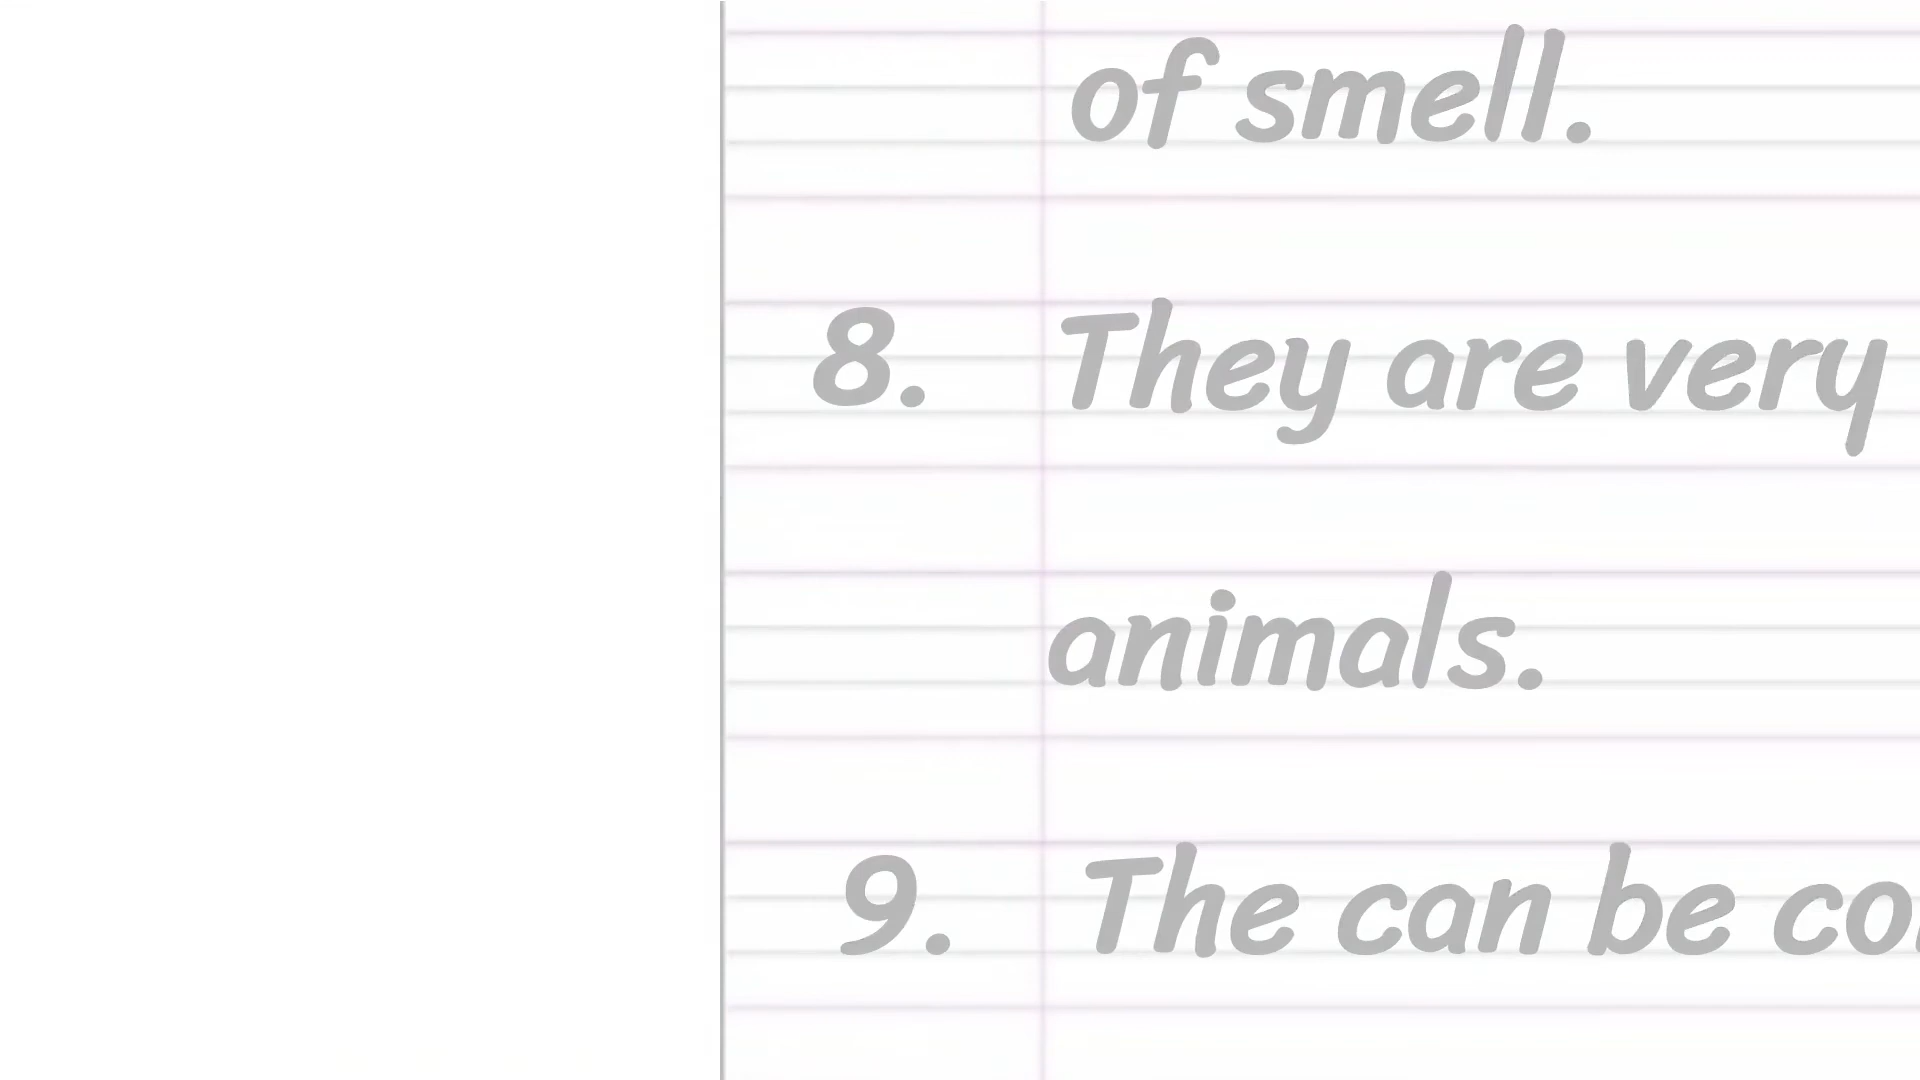 of smell.
8. They are very
animals.
9. The can be